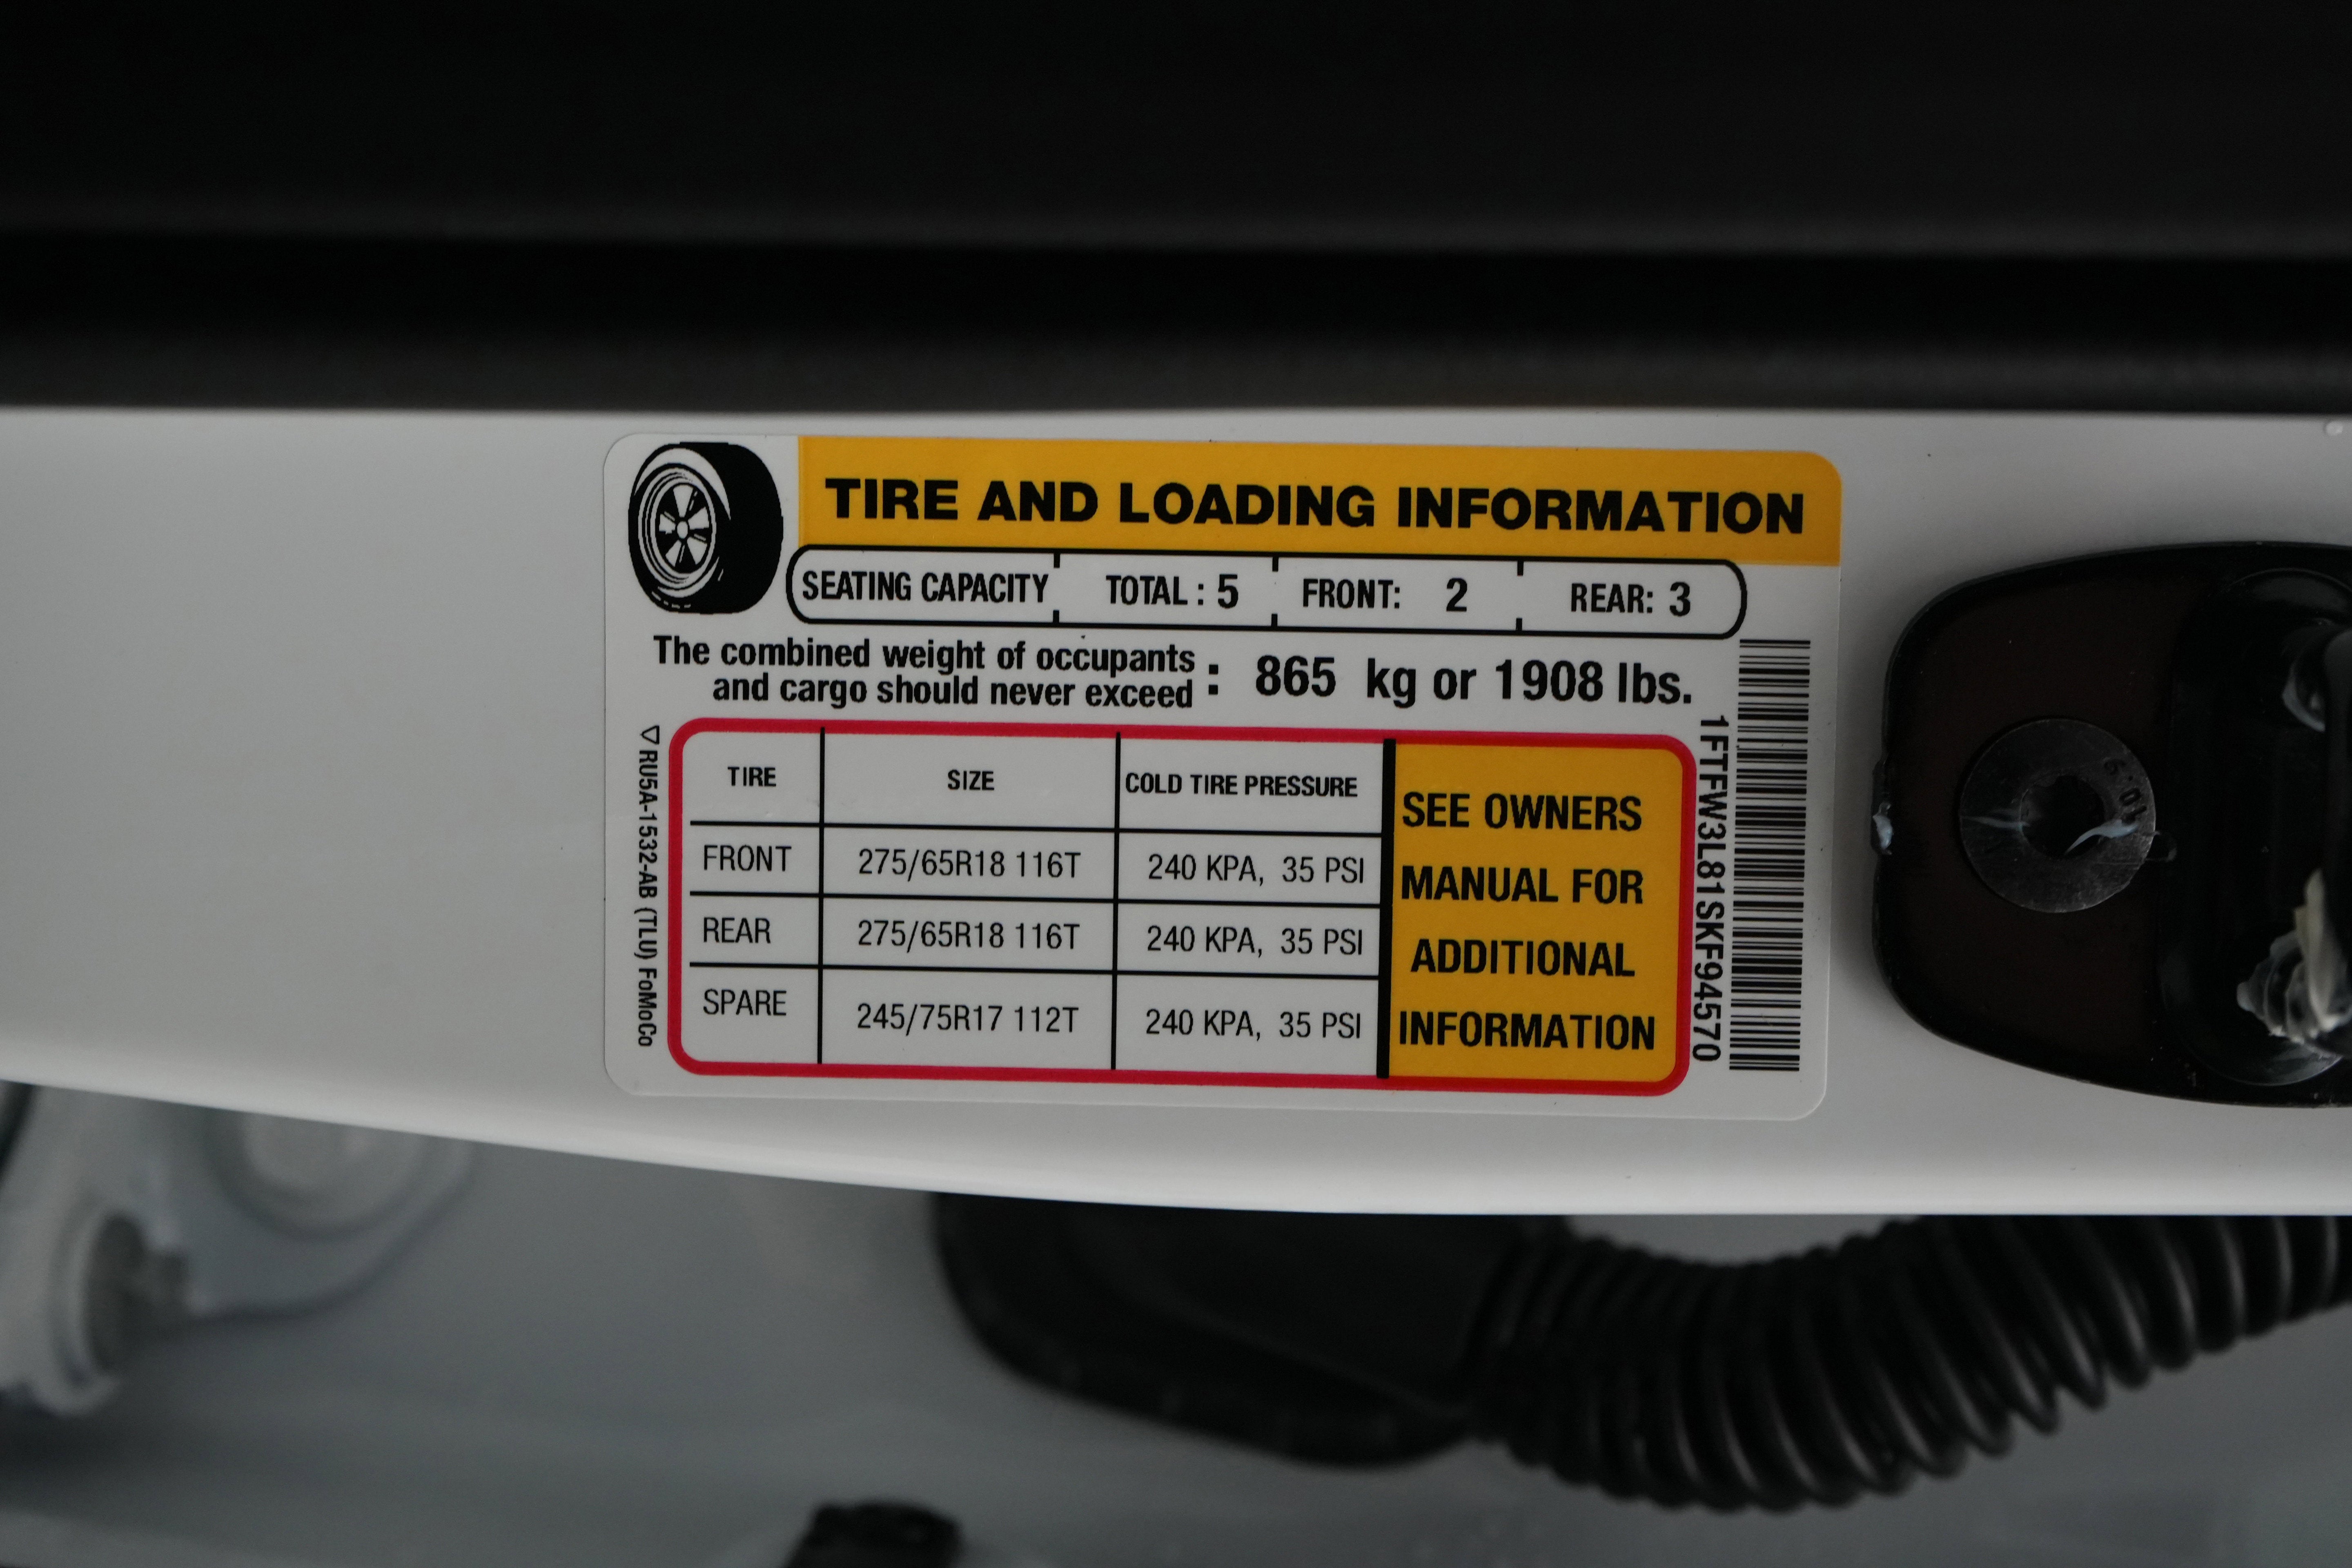 TIRE AND LOADING INFORMATION
SEATING CAPACITY TOTAL : 5 FRONT: 2 REAR: 3
The combined weight of occupants
and cargo should never exceed : 865 kg or 1908 lbs.
TIRE SIZE COLD TIRE PRESSURE
FRONT 275/65R18 116T 240 KPA, 35 PSI
REAR 275/65R18 116T 240 KPA, 35 PSI
SPARE 245/75R17 112T 240 KPA, 35 PSI
SEE OWNERS
MANUAL FOR
ADDITIONAL
INFORMATION
RU5A-1532-AB (TLU) FoMoCo
1FTFW3L81SKF94570
10.9